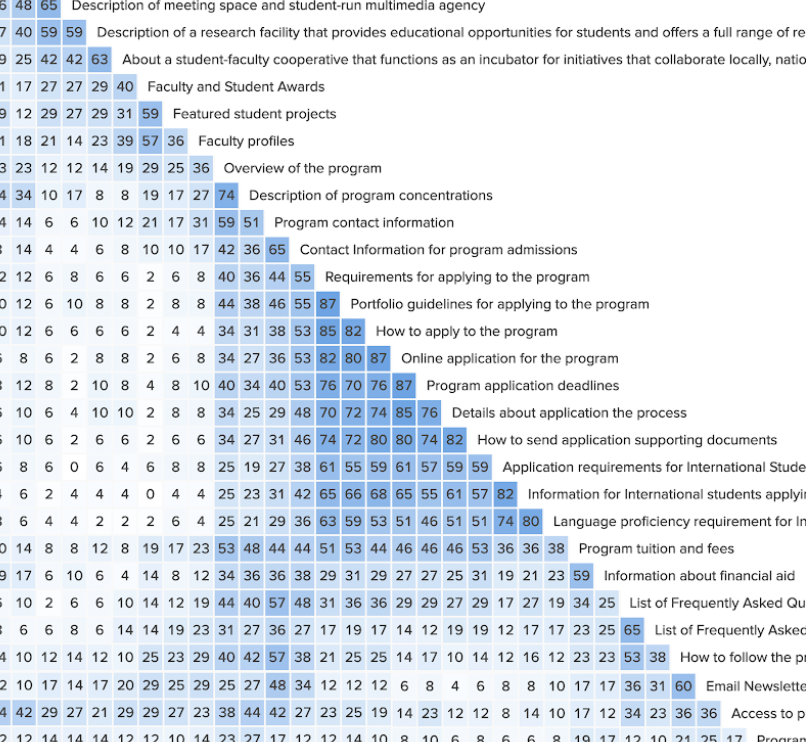 6 48 65 Description of meeting space and student-run multimedia agency
7 40 59 59 Description of a research facility that provides educational opportunities for students and offers a full range of re
9 25 42 42 63 About a student-faculty cooperative that functions as an incubator for initiatives that collaborate locally, natio
1 17 27 27 29 40 Faculty and Student Awards
9 12 29 27 29 31 59 Featured student projects
1 18 21 14 23 39 57 36 Faculty profiles
3 23 12 12 14 19 29 25 36 Overview of the program
4 34 10 17 8 8 19 17 27 74 Description of program concentrations
4 14 6 6 10 12 21 17 31 59 51 Program contact information
14 4 4 6 8 10 10 17 42 36 65 Contact Information for program admissions
2 12 6 8 6 6 2 6 8 40 36 44 55 Requirements for applying to the program
0 12 6 10 8 8 2 8 8 44 38 46 55 87 Portfolio guidelines for applying to the program
0 12 6 6 6 6 2 4 4 34 31 38 53 85 82 How to apply to the program
8 6 2 8 8 2 6 8 34 27 36 53 82 80 87 Online application for the program
12 8 2 10 8 4 8 10 40 34 40 53 76 70 76 87 Program application deadlines
10 6 4 10 10 2 8 8 34 25 29 48 70 72 74 85 76 Details about application the process
10 6 2 6 6 2 6 6 34 27 31 46 74 72 80 80 74 82 How to send application supporting documents
8 6 0 6 4 6 8 8 25 19 27 38 61 55 59 61 57 59 59 Application requirements for International Stude
6 2 4 4 4 0 4 4 25 23 31 42 65 66 68 65 55 61 57 82 Information for International students applyi
6 4 4 2 2 2 6 4 25 21 29 36 63 59 53 51 46 51 51 74 80 Language proficiency requirement for In
0 14 8 8 12 8 19 17 23 53 48 44 44 51 53 44 46 46 46 53 36 36 38 Program tuition and fees
9 17 6 10 6 4 14 8 12 34 36 36 38 29 31 29 27 27 25 31 19 21 23 59 Information about financial aid
10 2 6 6 10 14 12 19 44 40 57 48 31 36 36 29 29 27 29 17 27 19 34 25 List of Frequently Asked Qu
6 6 8 6 14 14 19 23 31 27 36 27 17 19 17 14 12 19 19 12 17 17 23 25 65 List of Frequently Asked
4 10 12 14 12 10 25 23 29 40 42 57 38 21 25 25 14 17 10 14 12 16 12 23 23 53 38 How to follow the p
2 10 17 14 17 20 29 25 29 25 27 48 34 12 12 12 6 8 4 6 8 8 10 17 17 36 31 60 Email Newslette
4 42 29 27 21 29 29 27 23 38 44 42 27 23 25 19 14 23 12 12 8 14 10 17 12 34 23 36 36 Access to p
2 12 14 14 14 12 12 10 14 23 27 17 12 12 14 10 8 10 6 8 6 6 8 19 17 12 10 21 25 17 Progra